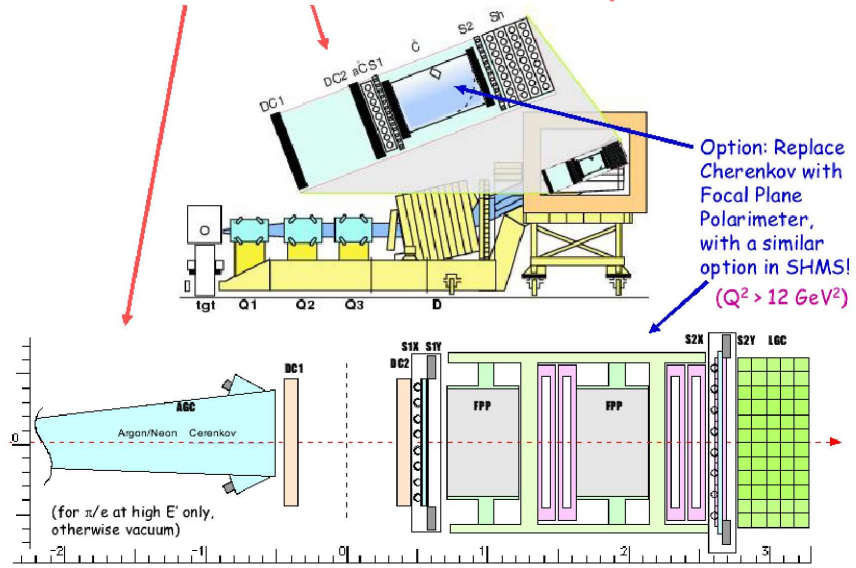 Sh
S2
Č
DC2 aČS1
DC1
Option: Replace
Cherenkov with
Focal Plane
Polarimeter,
with a similar
option in SHMS!
(Q² > 12 GeV²)
tgt Q1 Q2 Q3 D
S1X S1Y
S2X S2Y LGC
DC1
DC2
AGC
FPP FPP
Argon/Neon Cerenkov
0
(for π/e at high E' only,
otherwise vacuum)
-2 -1 0 1 2 3